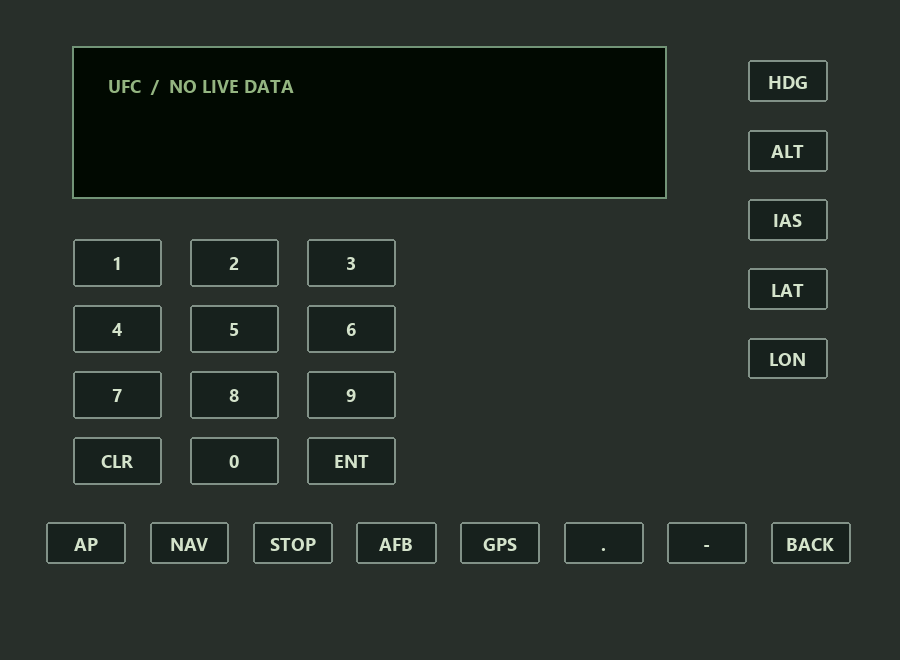 UFC / NO LIVE DATA
HDG
ALT
IAS
LAT
LON
1 2 3
4 5 6
7 8 9
CLR 0 ENT
AP NAV STOP AFB GPS . - BACK